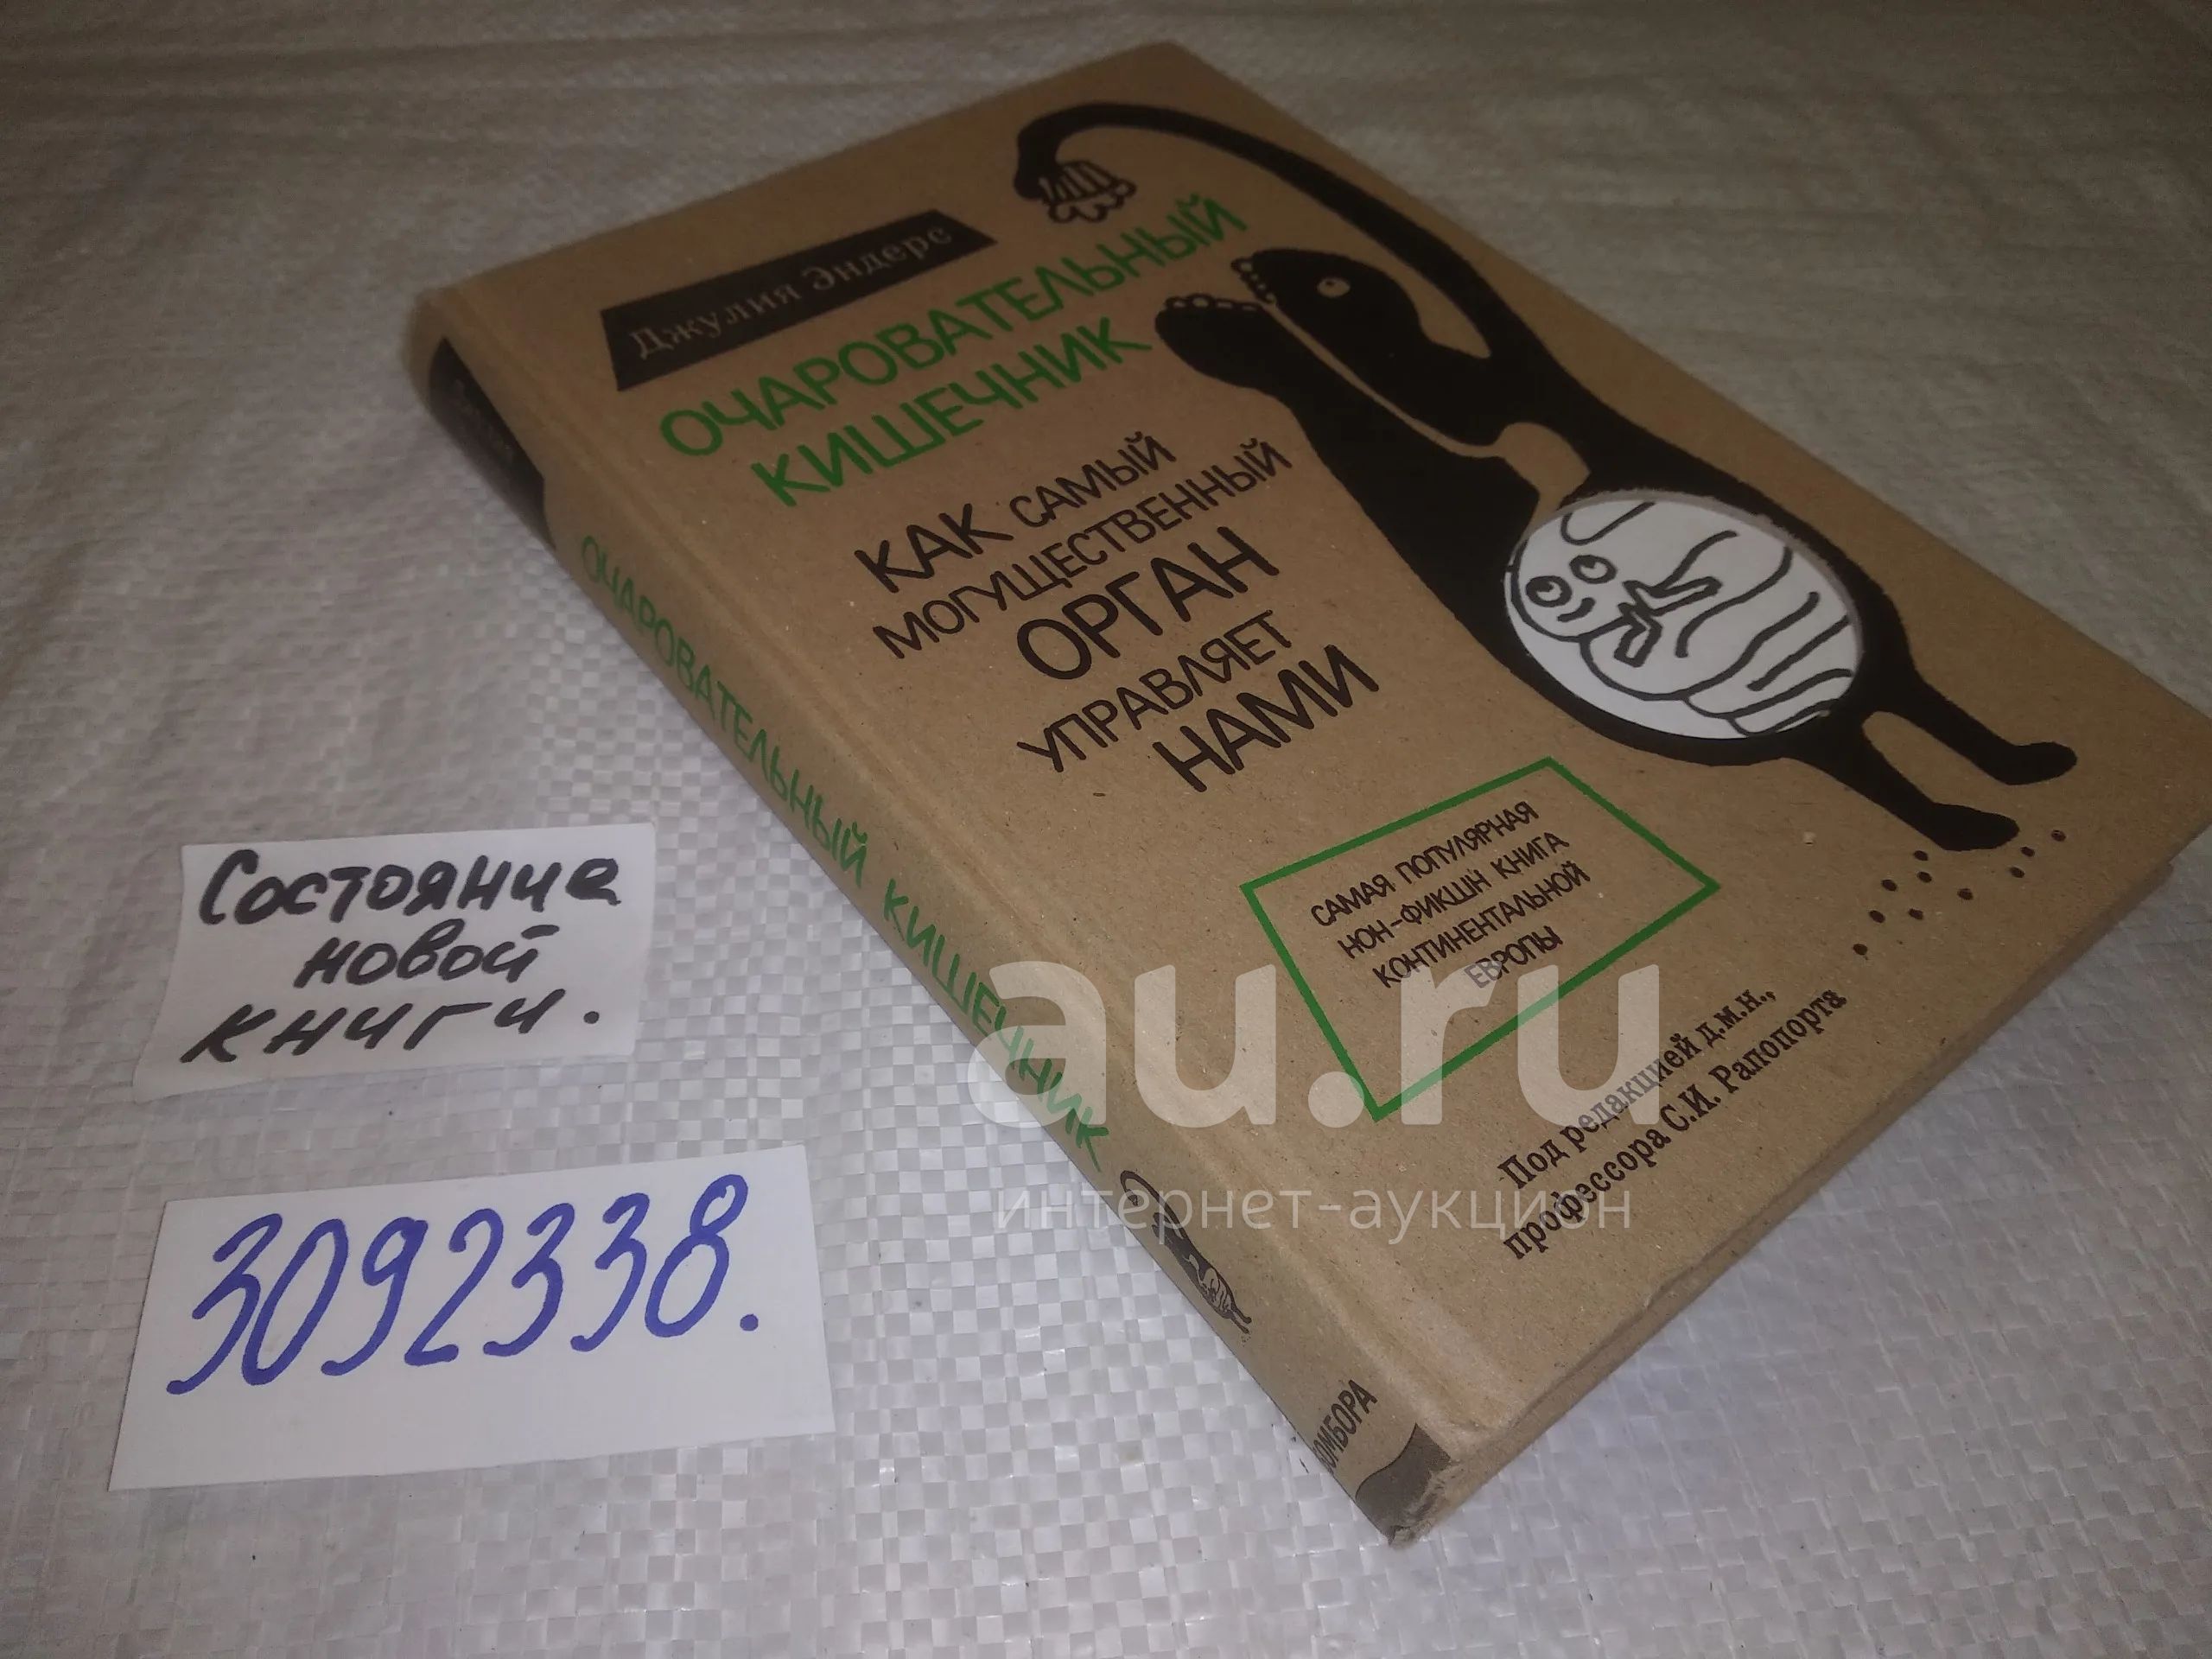 Джулия Эндерс
ОЧАРОВАТЕЛЬНЫЙ
КИШЕЧНИК
КАК САМЫЙ
МОГУЩЕСТВЕННЫЙ
ОРГАН
УПРАВЛЯЕТ
НАМИ
САМАЯ ПОПУЛЯРНАЯ
НОН-ФИКШН КНИГА
КОНТИНЕНТАЛЬНОЙ
ЕВРОПЫ
Под редакцией д.м.н.,
профессора С.И. Рапопорта
ОЧАРОВАТЕЛЬНЫЙ КИШЕЧНИК
БОМБОРА
Состояние
новой
книги.
3092338.
au.ru
интернет-аукцион